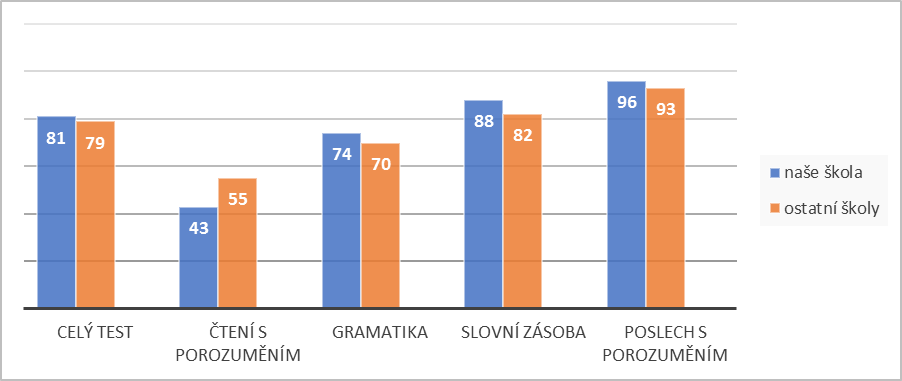 81
79
43
55
74
70
88
82
96
93
naše škola
ostatní školy
CELÝ TEST
ČTENÍ S
POROZUMĚNÍM
GRAMATIKA
SLOVNÍ ZÁSOBA
POSLECH S
POROZUMĚNÍM